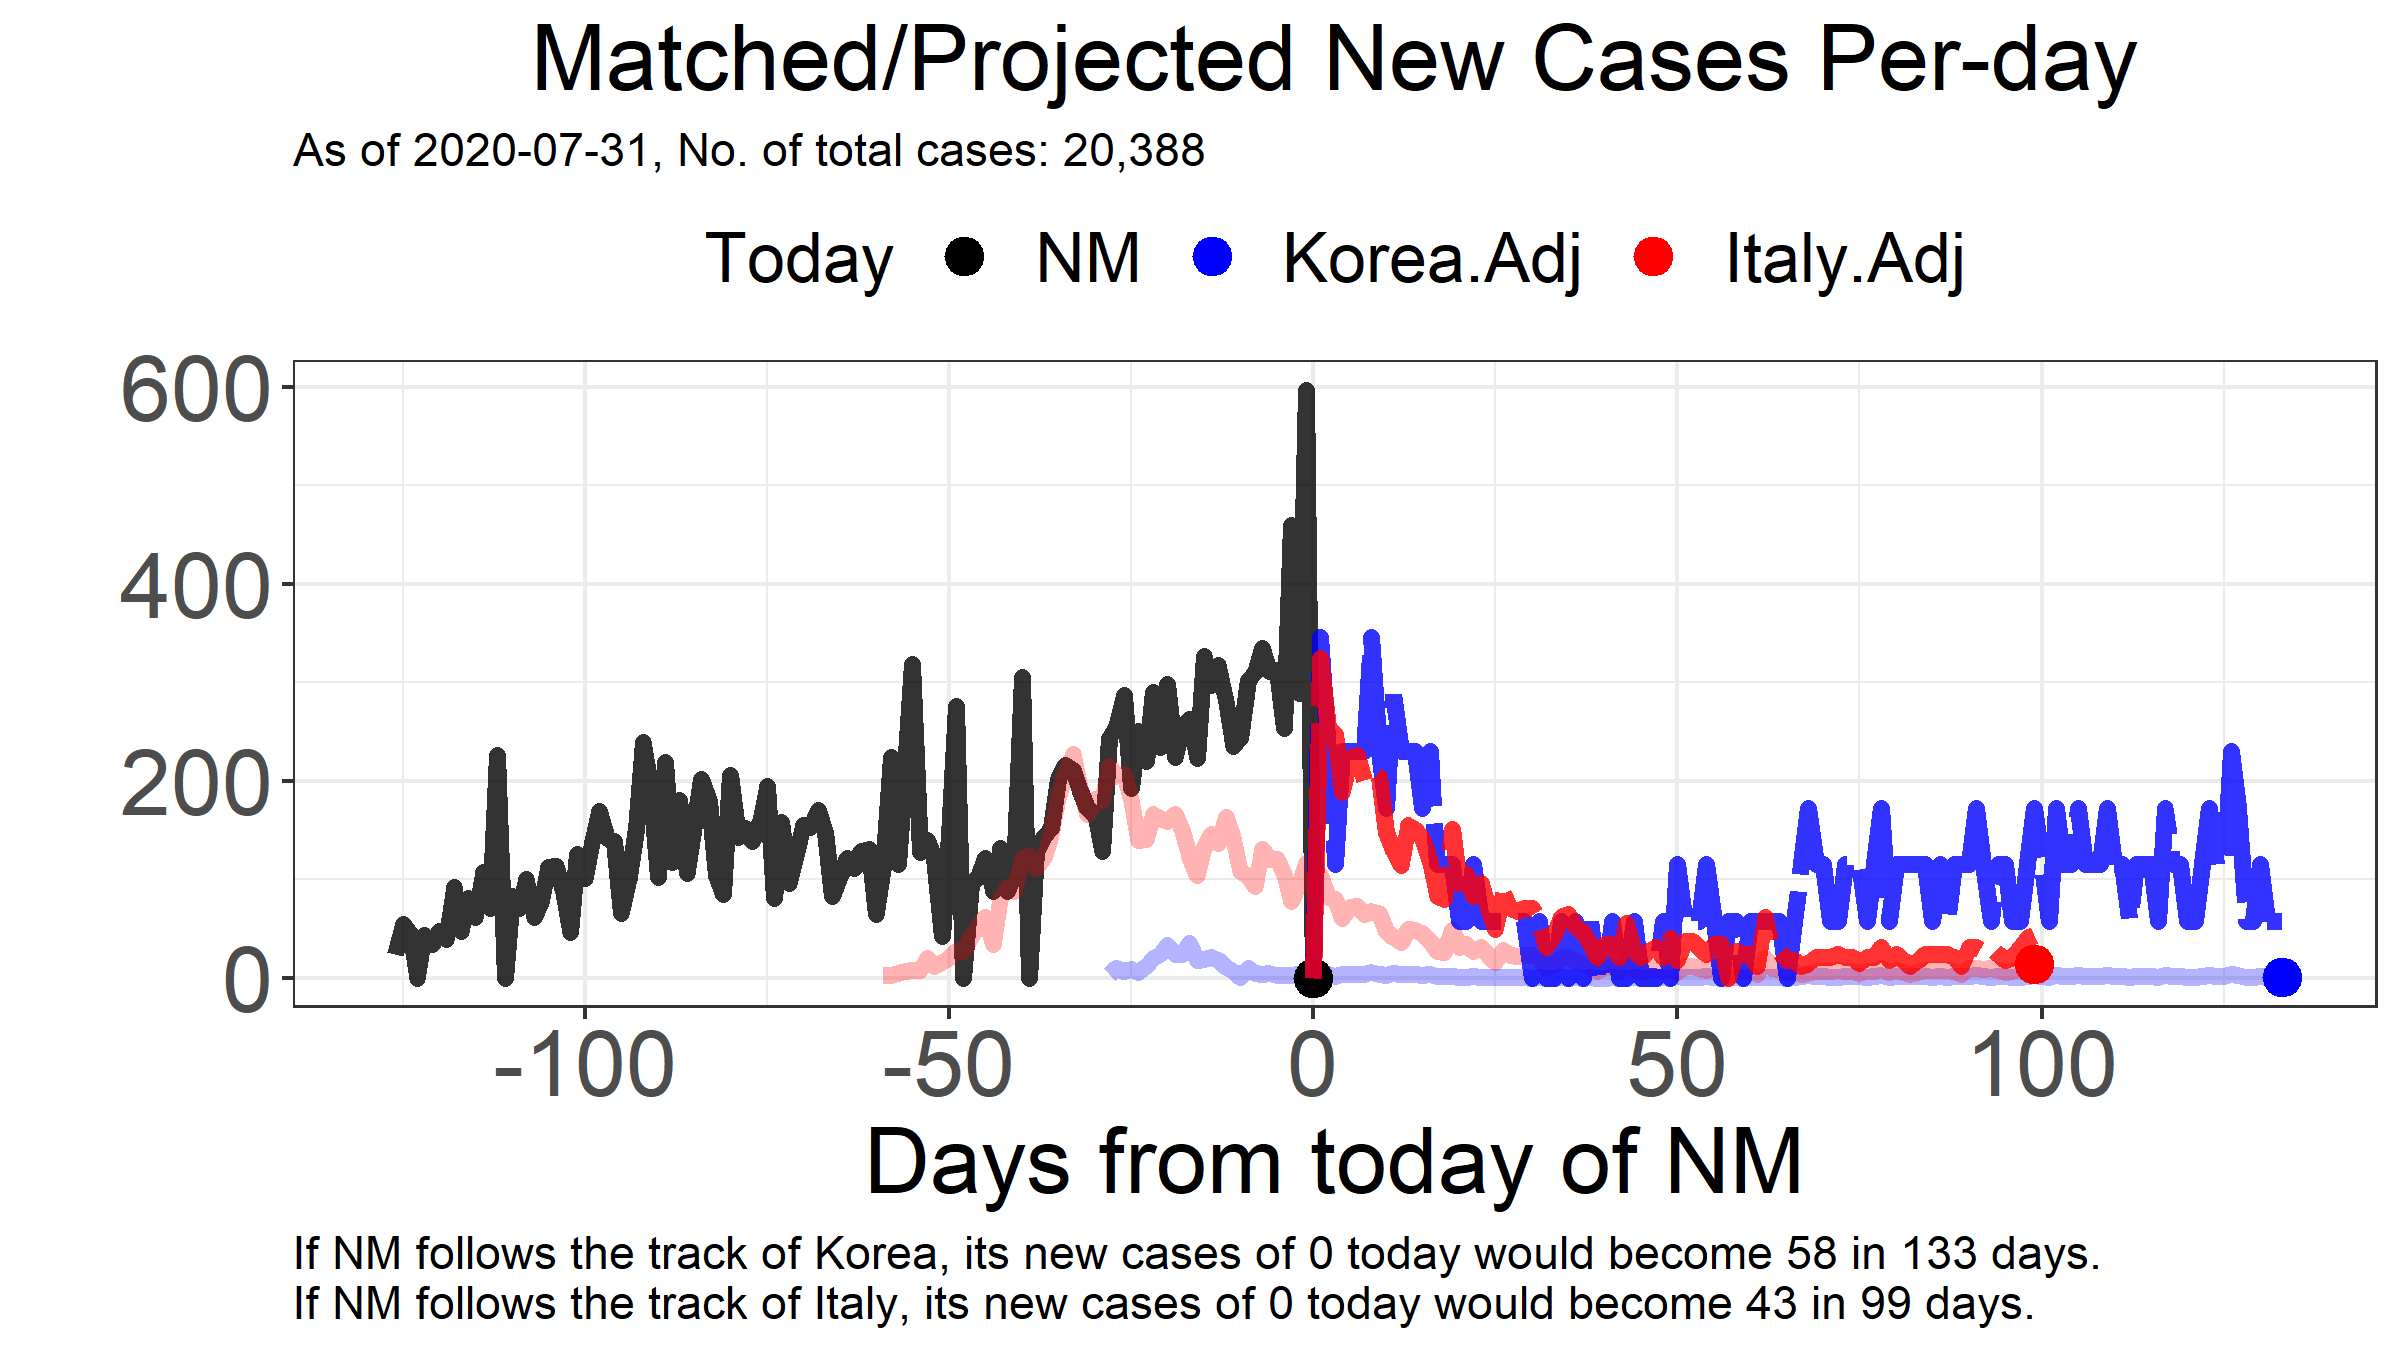 Matched/Projected New Cases Per-day
As of 2020-07-31, No. of total cases: 20,388
Today NM Korea.Adj Italy.Adj
600
400
200
0
-100 -50 0 50 100
Days from today of NM
If NM follows the track of Korea, its new cases of 0 today would become 58 in 133 days.
If NM follows the track of Italy, its new cases of 0 today would become 43 in 99 days.